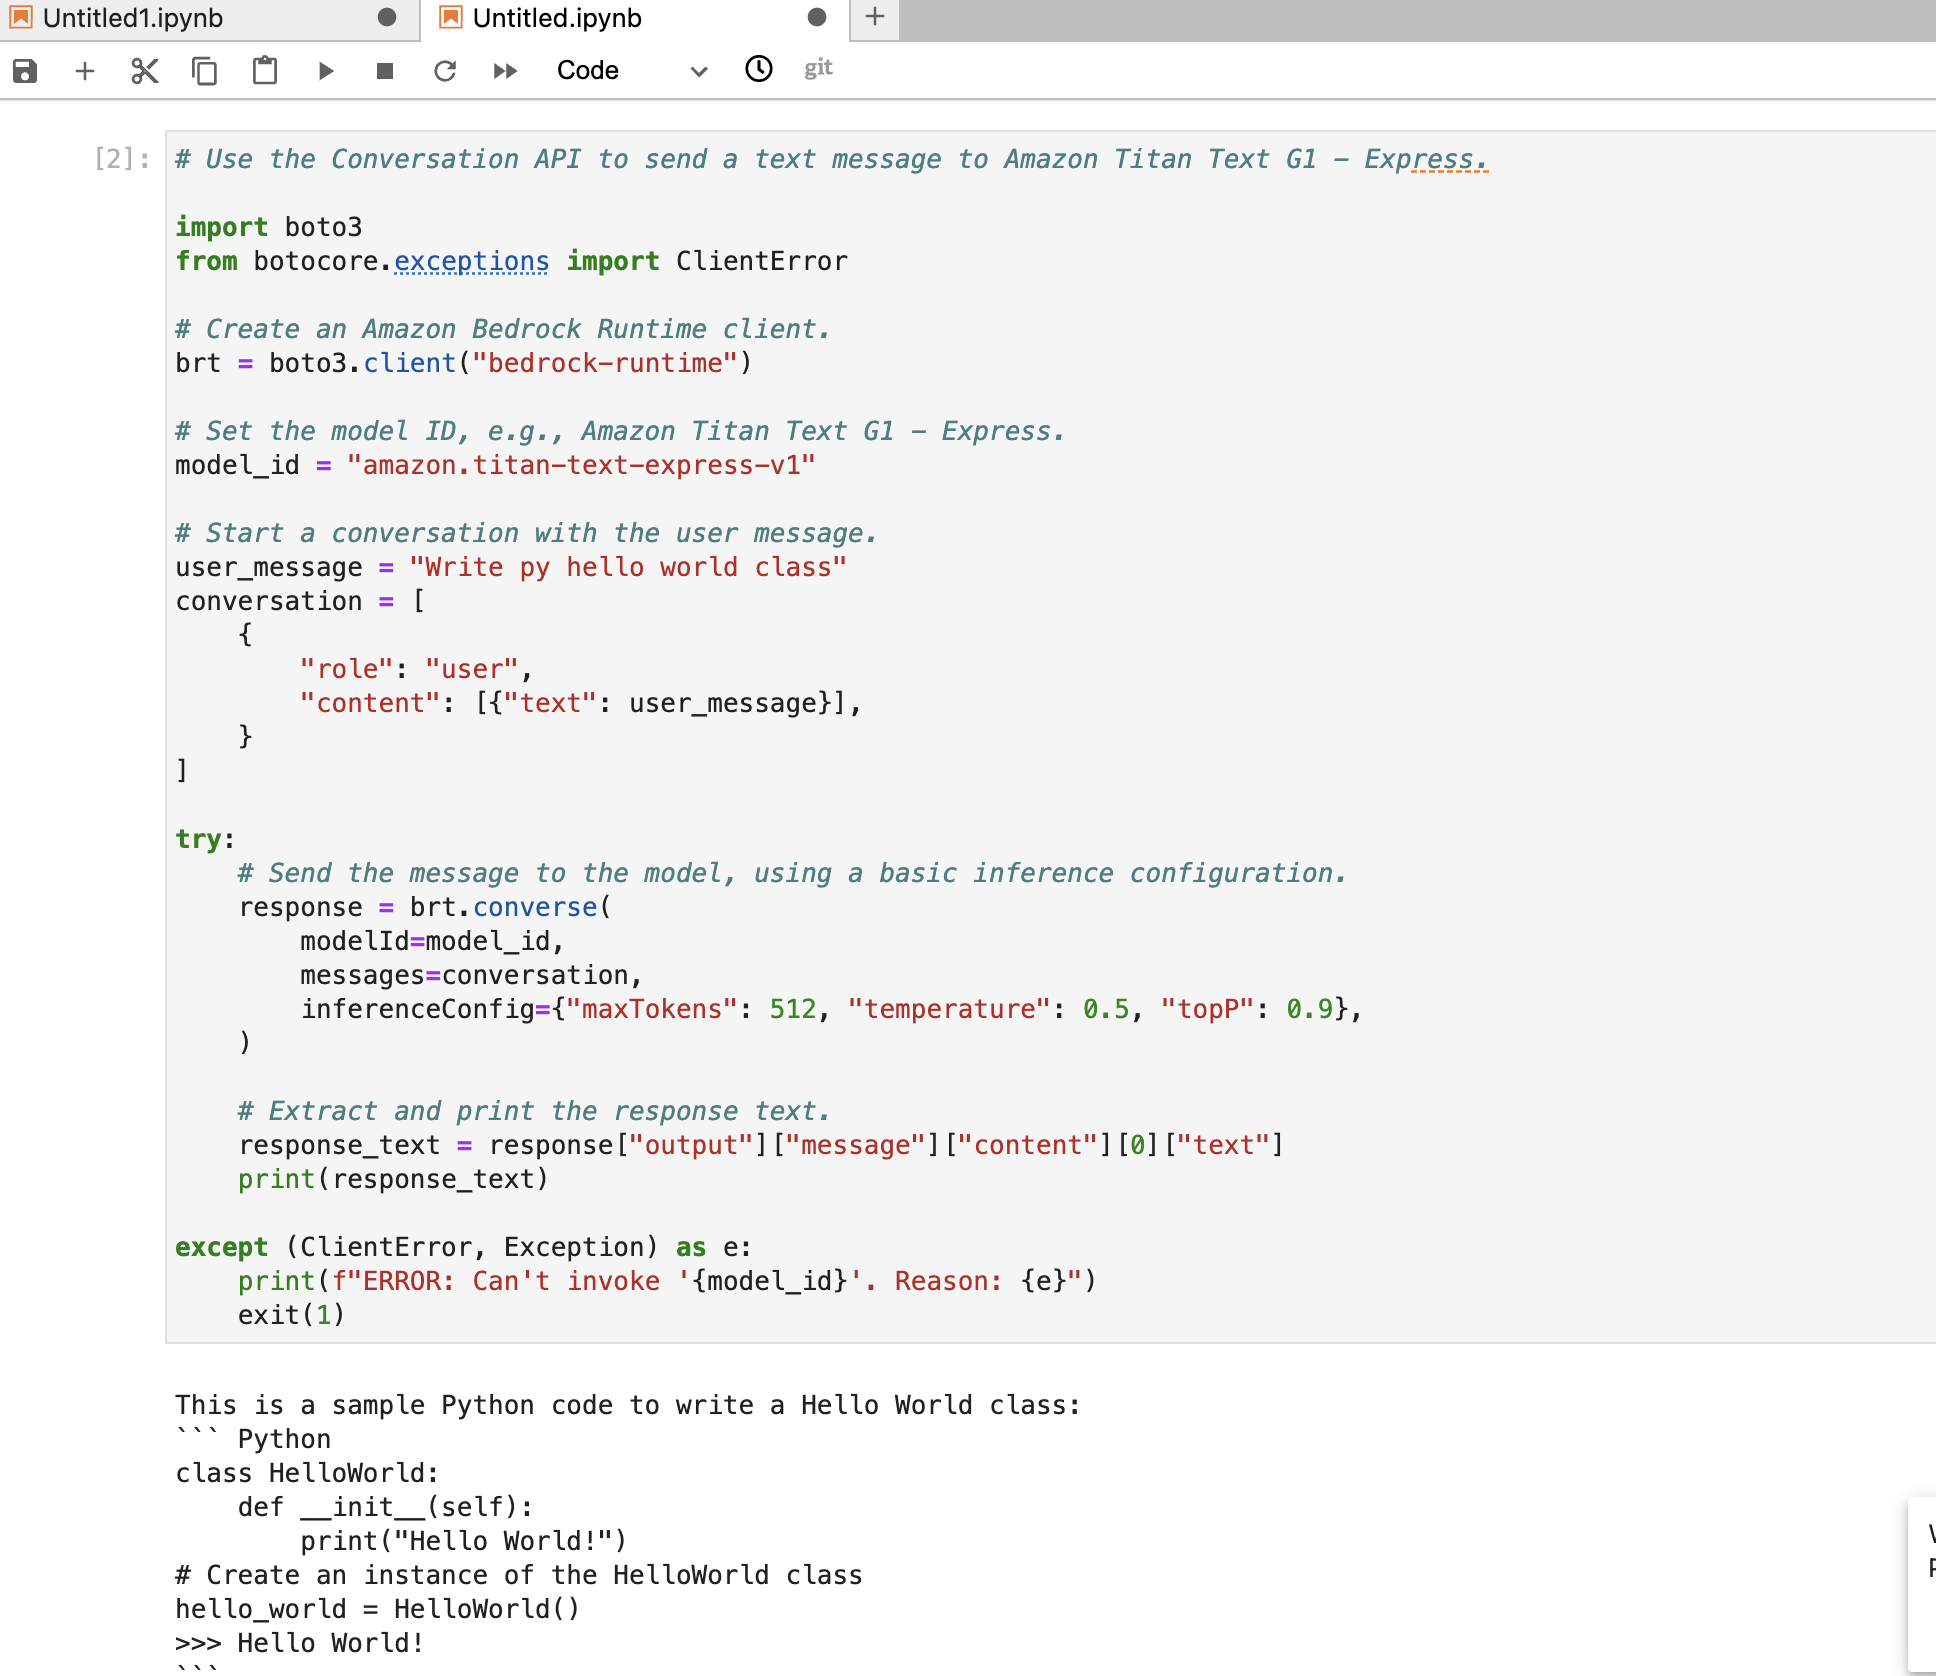 Untitled1.ipynb
Untitled.ipynb
Code
git
[2]:
# Use the Conversation API to send a text message to Amazon Titan Text G1 – Express.

import boto3
from botocore.exceptions import ClientError

# Create an Amazon Bedrock Runtime client.
brt = boto3.client("bedrock-runtime")

# Set the model ID, e.g., Amazon Titan Text G1 – Express.
model_id = "amazon.titan-text-express-v1"

# Start a conversation with the user message.
user_message = "Write py hello world class"
conversation = [
    {
        "role": "user",
        "content": [{"text": user_message}],
    }
]

try:
    # Send the message to the model, using a basic inference configuration.
    response = brt.converse(
        modelId=model_id,
        messages=conversation,
        inferenceConfig={"maxTokens": 512, "temperature": 0.5, "topP": 0.9},
    )

    # Extract and print the response text.
    response_text = response["output"]["message"]["content"][0]["text"]
    print(response_text)

except (ClientError, Exception) as e:
    print(f"ERROR: Can't invoke '{model_id}'. Reason: {e}")
    exit(1)

This is a sample Python code to write a Hello World class:
``` Python
class HelloWorld:
    def __init__(self):
        print("Hello World!")
# Create an instance of the HelloWorld class
hello_world = HelloWorld()
>>> Hello World!
```